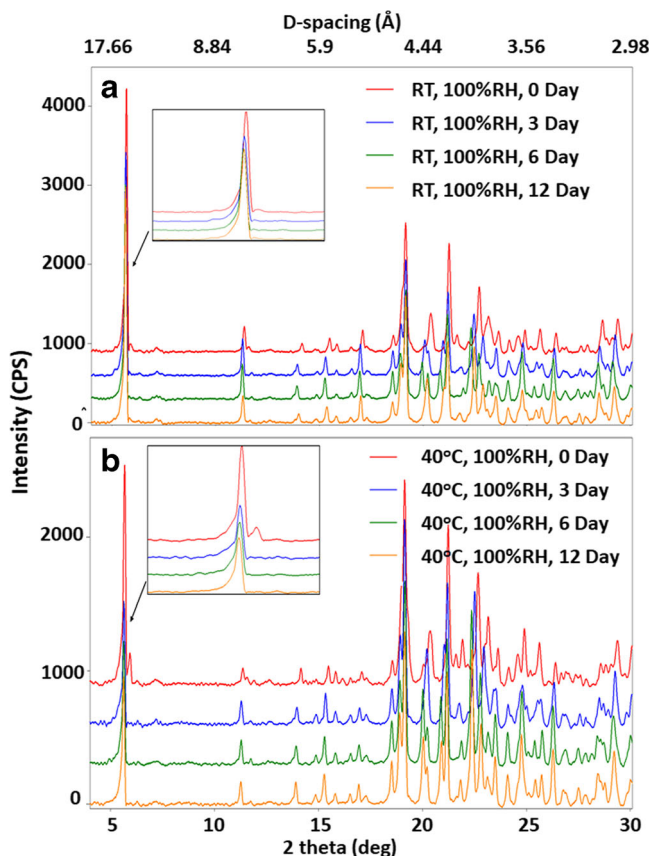 D-spacing (Å)
17.66 8.84 5.9 4.44 3.56 2.98
a
4000
3000
2000
1000
0
RT, 100%RH, 0 Day
RT, 100%RH, 3 Day
RT, 100%RH, 6 Day
RT, 100%RH, 12 Day
Intensity (CPS)
b
2000
1000
0
40°C, 100%RH, 0 Day
40°C, 100%RH, 3 Day
40°C, 100%RH, 6 Day
40°C, 100%RH, 12 Day
5 10 15 20 25 30
2 theta (deg)